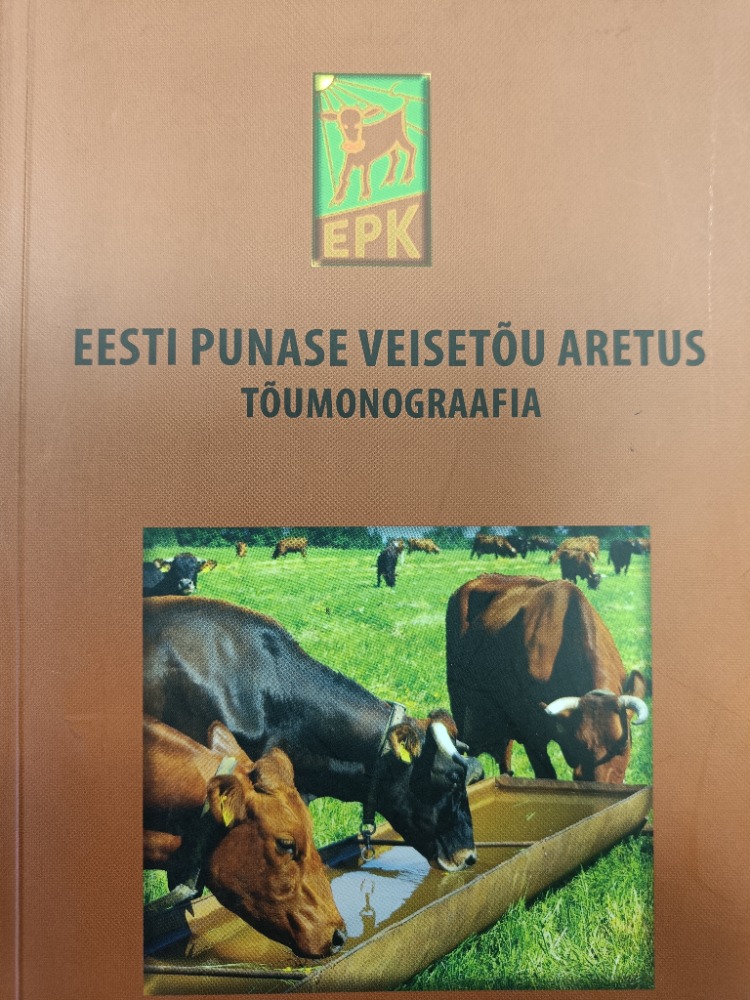 EPK
EESTI PUNASE VEISETÕU ARETUS
TÕUMONOGRAAFIA